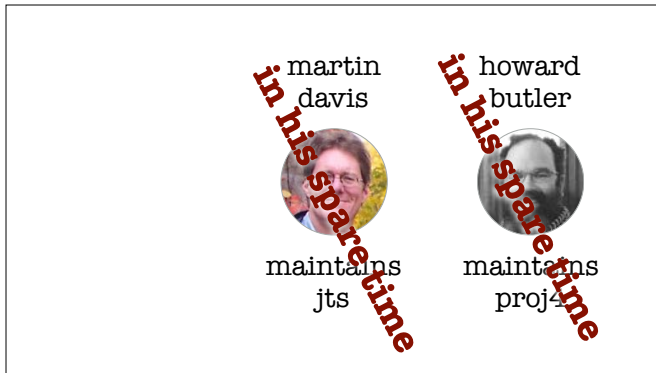 martin
davis
maintains
jts
in his spare time
howard
butler
maintains
proj4
in his spare time